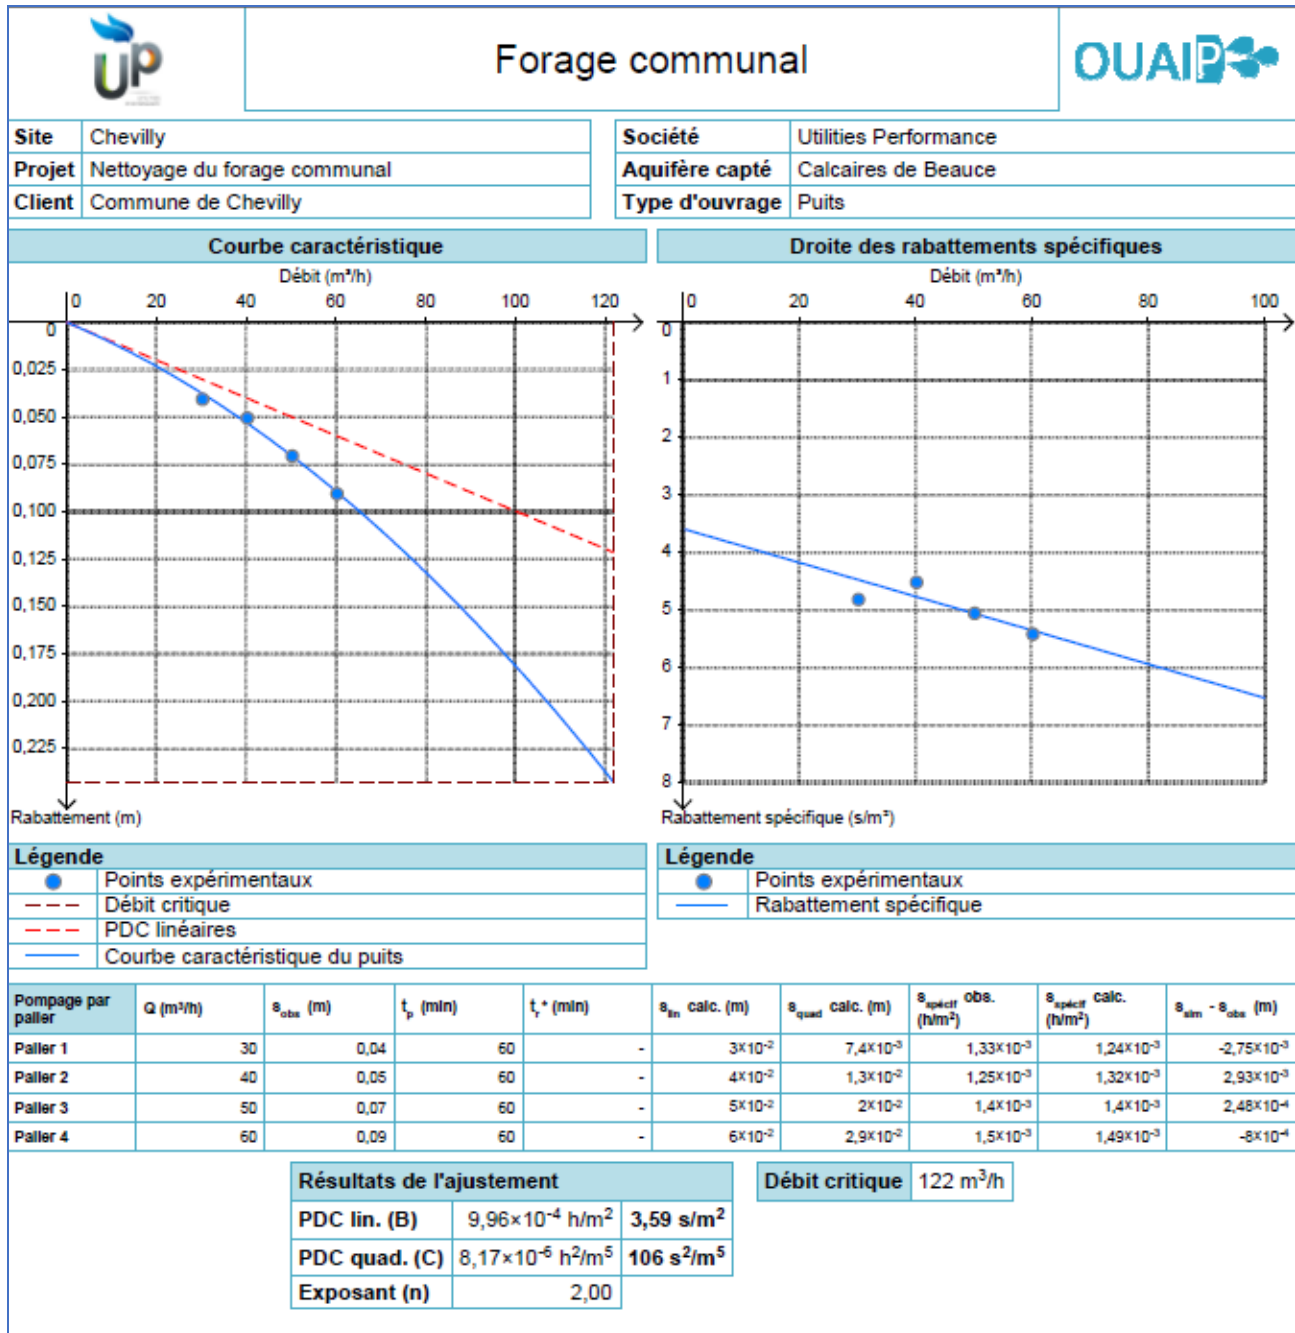 UP
Forage communal
OUAIP
Site Chevilly
Projet Nettoyage du forage communal
Client Commune de Chevilly
Société Utilities Performance
Aquifère capté Calcaires de Beauce
Type d'ouvrage Puits
Courbe caractéristique
Débit (m³/h)
0 20 40 60 80 100 120
0
0,025
0,050
0,075
0,100
0,125
0,150
0,175
0,200
0,225
Rabattement (m)
Droite des rabattements spécifiques
Débit (m³/h)
0 20 40 60 80 100
0
1
2
3
4
5
6
7
8
Rabattement spécifique (s/m²)
Légende
Points expérimentaux
Débit critique
PDC linéaires
Courbe caractéristique du puits
Légende
Points expérimentaux
Rabattement spécifique
Pompage par palier Q (m³/h) s_obs (m) t_p (min) t_r* (min) s_lin calc. (m) s_quad calc. (m) s_spécif obs. (h/m²) s_spécif calc. (h/m²) s_sim - s_obs (m)
Palier 1 30 0,04 60 - 3×10⁻² 7,4×10⁻³ 1,33×10⁻³ 1,24×10⁻³ -2,75×10⁻³
Palier 2 40 0,05 60 - 4×10⁻² 1,3×10⁻² 1,25×10⁻³ 1,32×10⁻³ 2,93×10⁻³
Palier 3 50 0,07 60 - 5×10⁻² 2×10⁻² 1,4×10⁻³ 1,4×10⁻³ 2,48×10⁻⁴
Palier 4 60 0,09 60 - 6×10⁻² 2,9×10⁻² 1,5×10⁻³ 1,49×10⁻³ -8×10⁻⁴
Résultats de l'ajustement
PDC lin. (B) 9,96×10⁻⁴ h/m² 3,59 s/m²
PDC quad. (C) 8,17×10⁻⁶ h²/m⁵ 106 s²/m⁵
Exposant (n) 2,00
Débit critique 122 m³/h